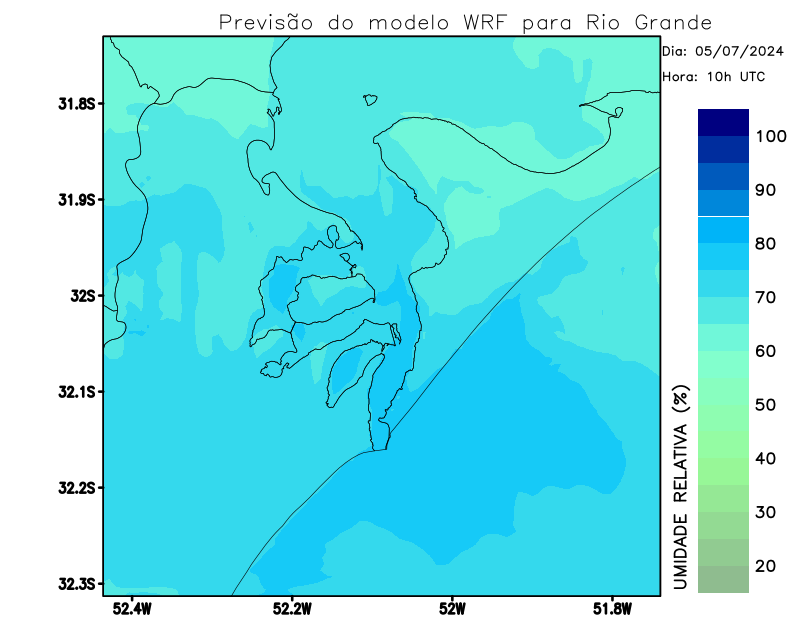 Previsão do modelo WRF para Rio Grande
Dia: 05/07/2024
Hora: 10h UTC
31.8S
31.9S
32S
32.1S
32.2S
32.3S
52.4W
52.2W
52W
51.8W
100
90
80
70
60
50
40
30
20
UMIDADE RELATIVA (%)